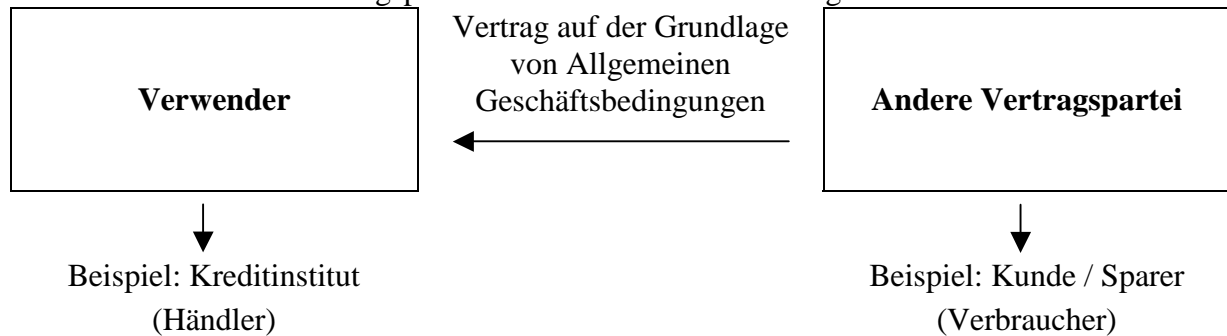 Vertrag auf der Grundlage
von Allgemeinen
Geschäftsbedingungen
Verwender
Andere Vertragspartei
Beispiel: Kreditinstitut
(Händler)
Beispiel: Kunde / Sparer
(Verbraucher)